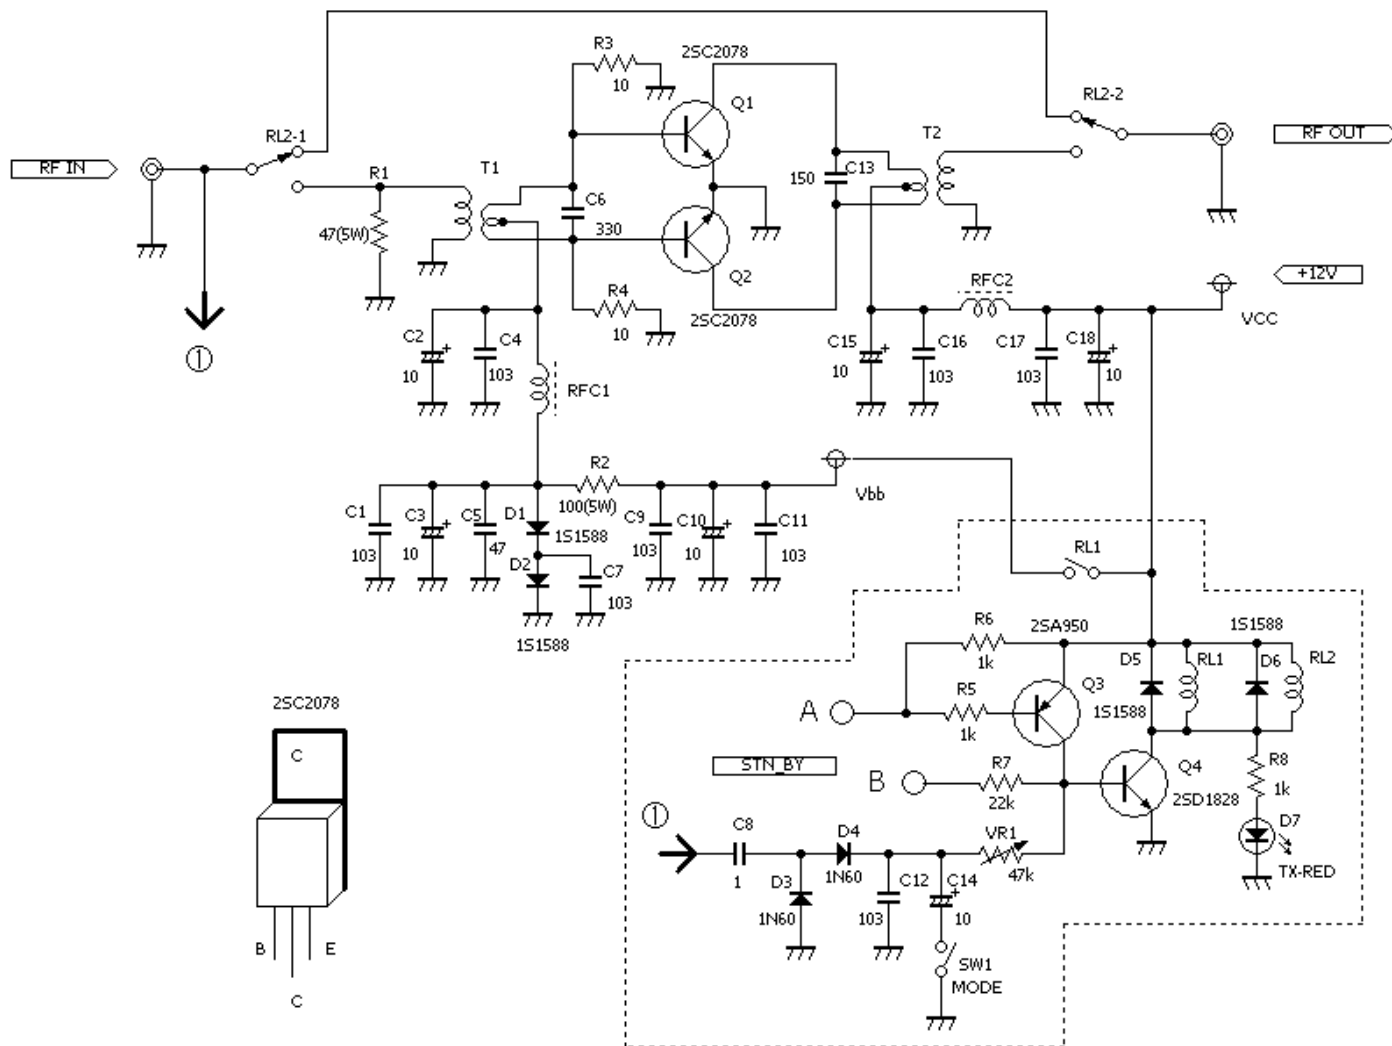 R3
10
2SC2078
Q1
RL2-1
RL2-2
RF IN
RF OUT
R1
47(5W)
T1
C6
330
C13
150
T2
Q2
2SC2078
R4
10
①
C2
+
10
C4
103
RFC1
RFC2
+12V
VCC
C15
+
10
C16
103
C17
103
C18
+
10
R2
100(5W)
Vbb
C1
103
C3
+
10
C5
47
D1
1S1588
D2
1S1588
C7
103
C9
103
C10
+
10
C11
103
RL1
R6
1k
2SA950
1S1588
D5
RL1
D6
RL2
R5
1k
Q3
1S1588
A
STN_BY
B
R7
22k
Q4
2SD1828
R8
1k
D7
TX-RED
①
C8
1
D4
1N60
D3
1N60
C12
103
C14
+
10
VR1
47k
SW1
MODE
2SC2078
C
B
E
C